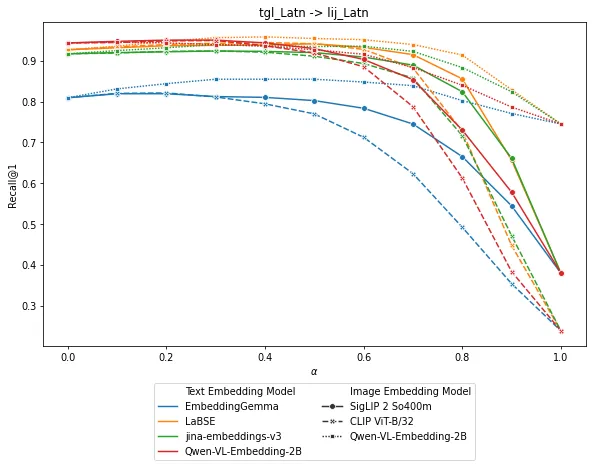 tgl_Latn -> lij_Latn
Recall@1
0.9
0.8
0.7
0.6
0.5
0.4
0.3
0.0 0.2 0.4 0.6 0.8 1.0
α
Text Embedding Model Image Embedding Model
EmbeddingGemma SigLIP 2 So400m
LaBSE CLIP ViT-B/32
jina-embeddings-v3 Qwen-VL-Embedding-2B
Qwen-VL-Embedding-2B